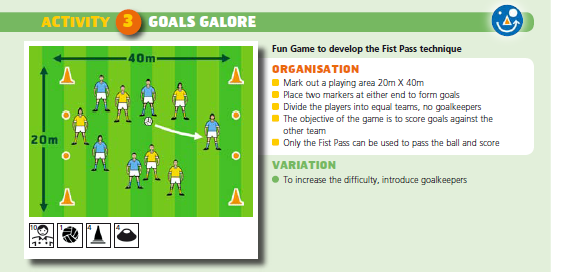 ACTIVITY 3 GOALS GALORE
40m
20m
10
1
4
4
Fun Game to develop the Fist Pass technique
ORGANISATION
Mark out a playing area 20m X 40m
Place two markers at either end to form goals
Divide the players into equal teams, no goalkeepers
The objective of the game is to score goals against the
other team
Only the Fist Pass can be used to pass the ball and score
VARIATION
To increase the difficulty, introduce goalkeepers